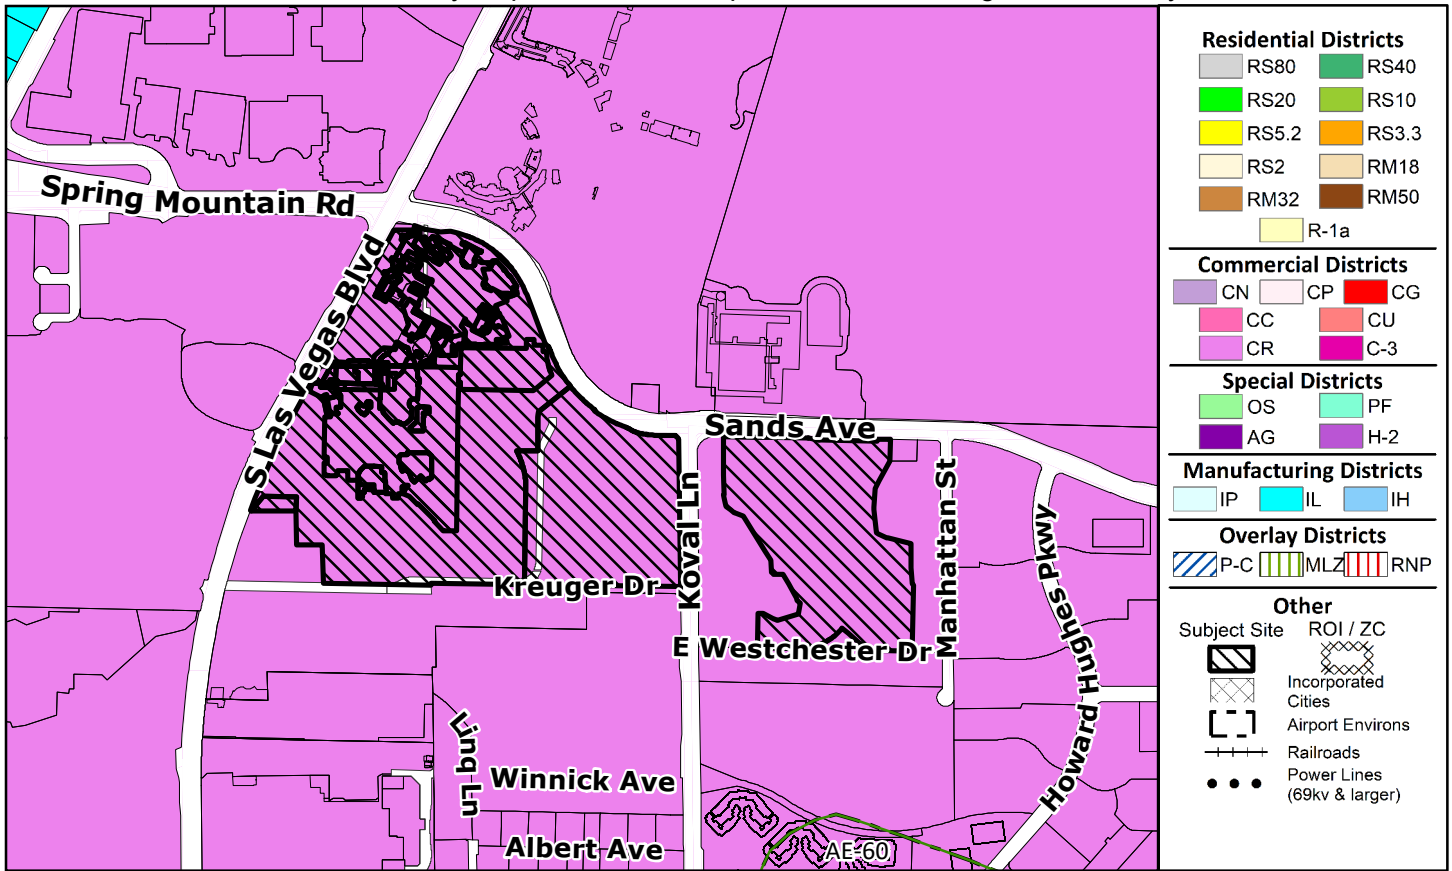 Spring Mountain Rd
S Las Vegas Blvd
Sands Ave
Koval Ln
Manhattan St
Howard Hughes Pkwy
Kreuger Dr
E Westchester Dr
Linq Ln
Winnick Ave
Albert Ave
AE-60
Residential Districts
RS80 RS40
RS20 RS10
RS5.2 RS3.3
RS2 RM18
RM32 RM50
R-1a
Commercial Districts
CN CP CG
CC CU
CR C-3
Special Districts
OS PF
AG H-2
Manufacturing Districts
IP IL IH
Overlay Districts
P-C MLZ RNP
Other
Subject Site ROI / ZC
Incorporated
Cities
Airport Environs
Railroads
Power Lines
(69kv & larger)